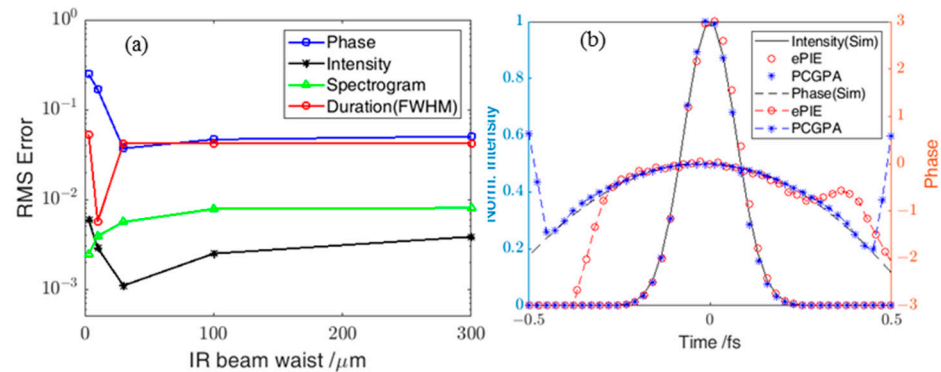 (a)
Phase
Intensity
Spectrogram
Duration(FWHM)
10^0
10^-1
10^-2
10^-3
RMS Error
0
100
200
300
IR beam waist /μm
(b)
Intensity(Sim)
ePIE
PCGPA
Phase(Sim)
ePIE
PCGPA
1
0.8
0.6
0.4
0.2
0
Norm. Intensity
3
2
1
0
-1
-2
-3
Phase
-0.5
0
0.5
Time /fs